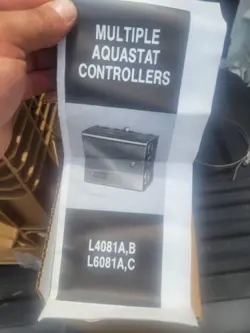 MULTIPLE
AQUASTAT
CONTROLLERS
L4081A,B
L6081A,C